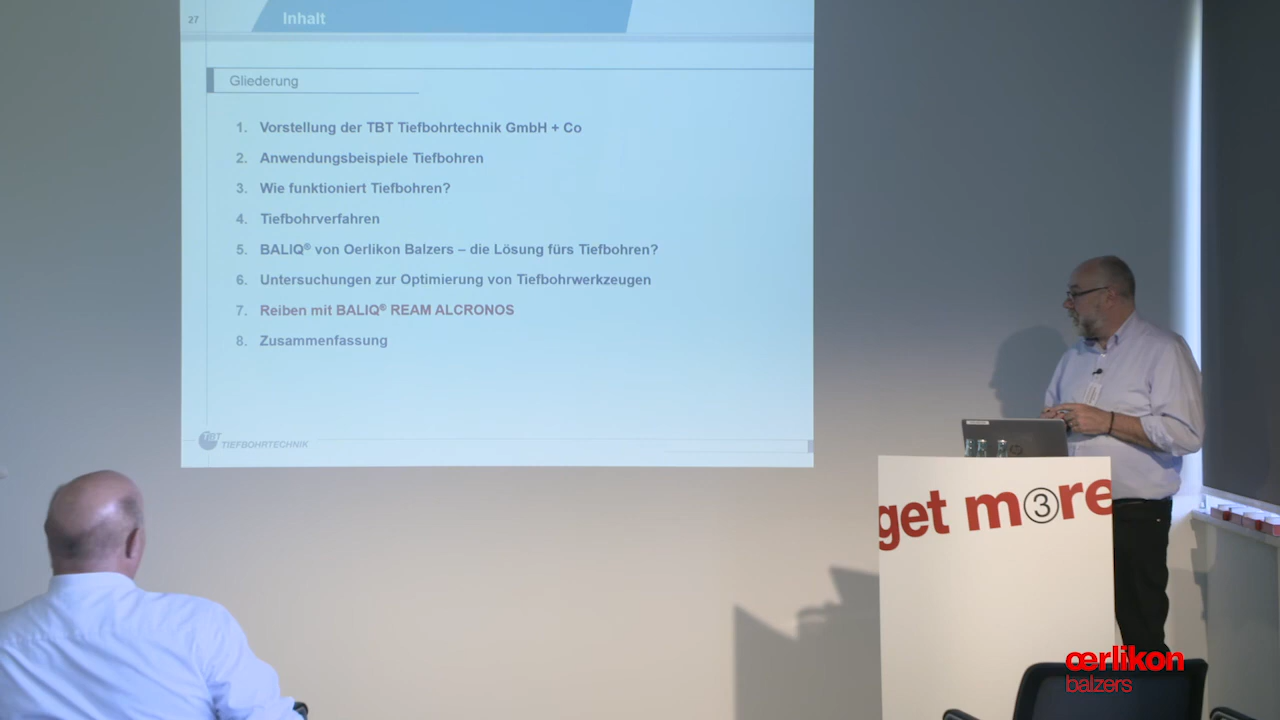 27
Inhalt
Gliederung
1. Vorstellung der TBT Tiefbohrtechnik GmbH + Co
2. Anwendungsbeispiele Tiefbohren
3. Wie funktioniert Tiefbohren?
4. Tiefbohrverfahren
5. BALIQ® von Oerlikon Balzers – die Lösung fürs Tiefbohren?
6. Untersuchungen zur Optimierung von Tiefbohrwerkzeugen
7. Reiben mit BALIQ® REAM ALCRONOS
8. Zusammenfassung
TBT TIEFBOHRTECHNIK
hp
get m③re
œrlikon
balzers